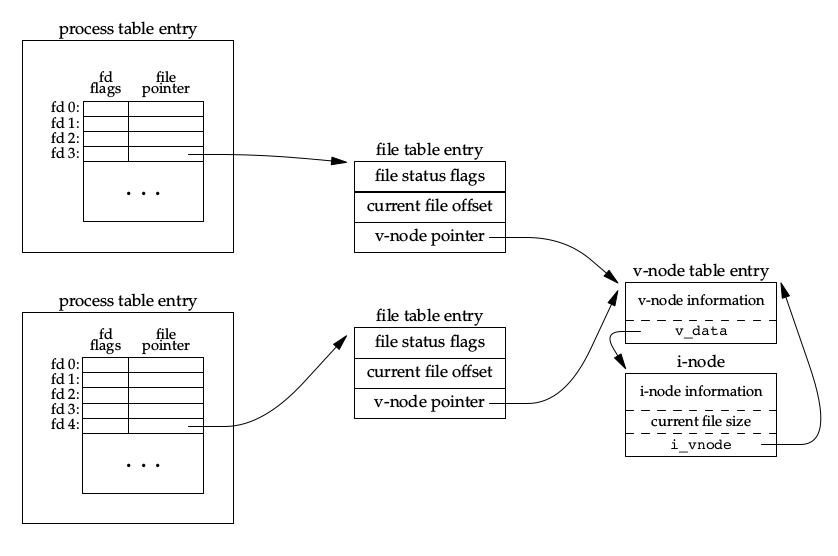 process table entry
fd
flags
file
pointer
fd 0:
fd 1:
fd 2:
fd 3:
. . .
file table entry
file status flags
current file offset
v-node pointer
process table entry
fd
flags
file
pointer
fd 0:
fd 1:
fd 2:
fd 3:
fd 4:
. . .
file table entry
file status flags
current file offset
v-node pointer
v-node table entry
v-node information
v_data
i-node
i-node information
current file size
i_vnode